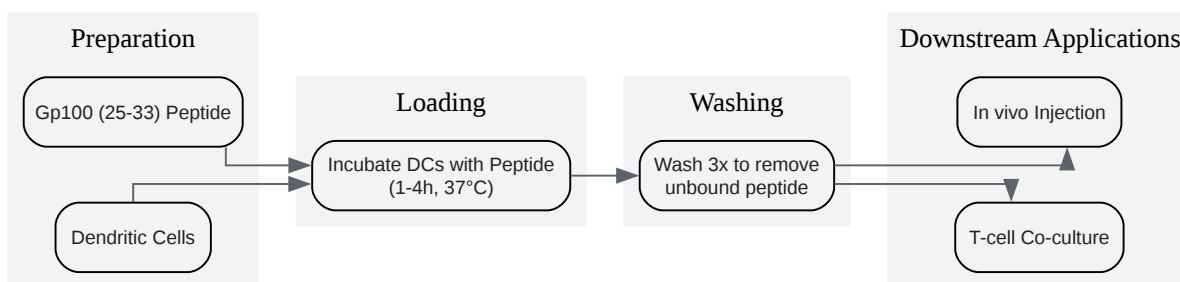 Preparation
Gp100 (25-33) Peptide
Dendritic Cells
Loading
Incubate DCs with Peptide
(1-4h, 37°C)
Washing
Wash 3x to remove
unbound peptide
Downstream Applications
In vivo Injection
T-cell Co-culture